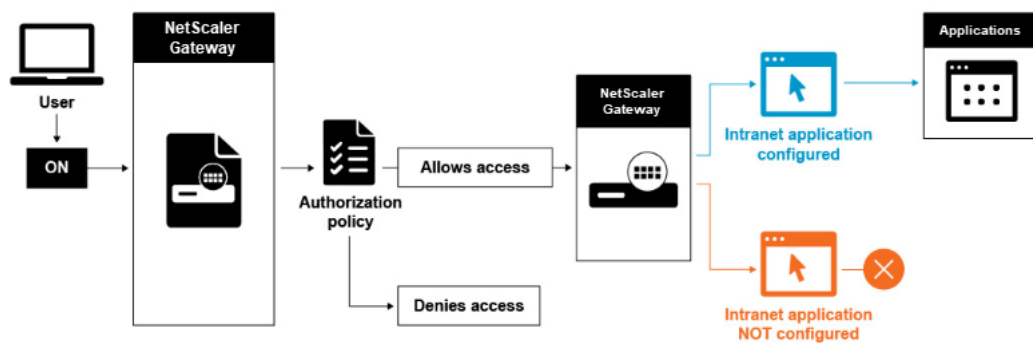 User
ON
NetScaler
Gateway
Authorization
policy
Allows access
Denies access
NetScaler
Gateway
Intranet application
configured
Intranet application
NOT configured
Applications